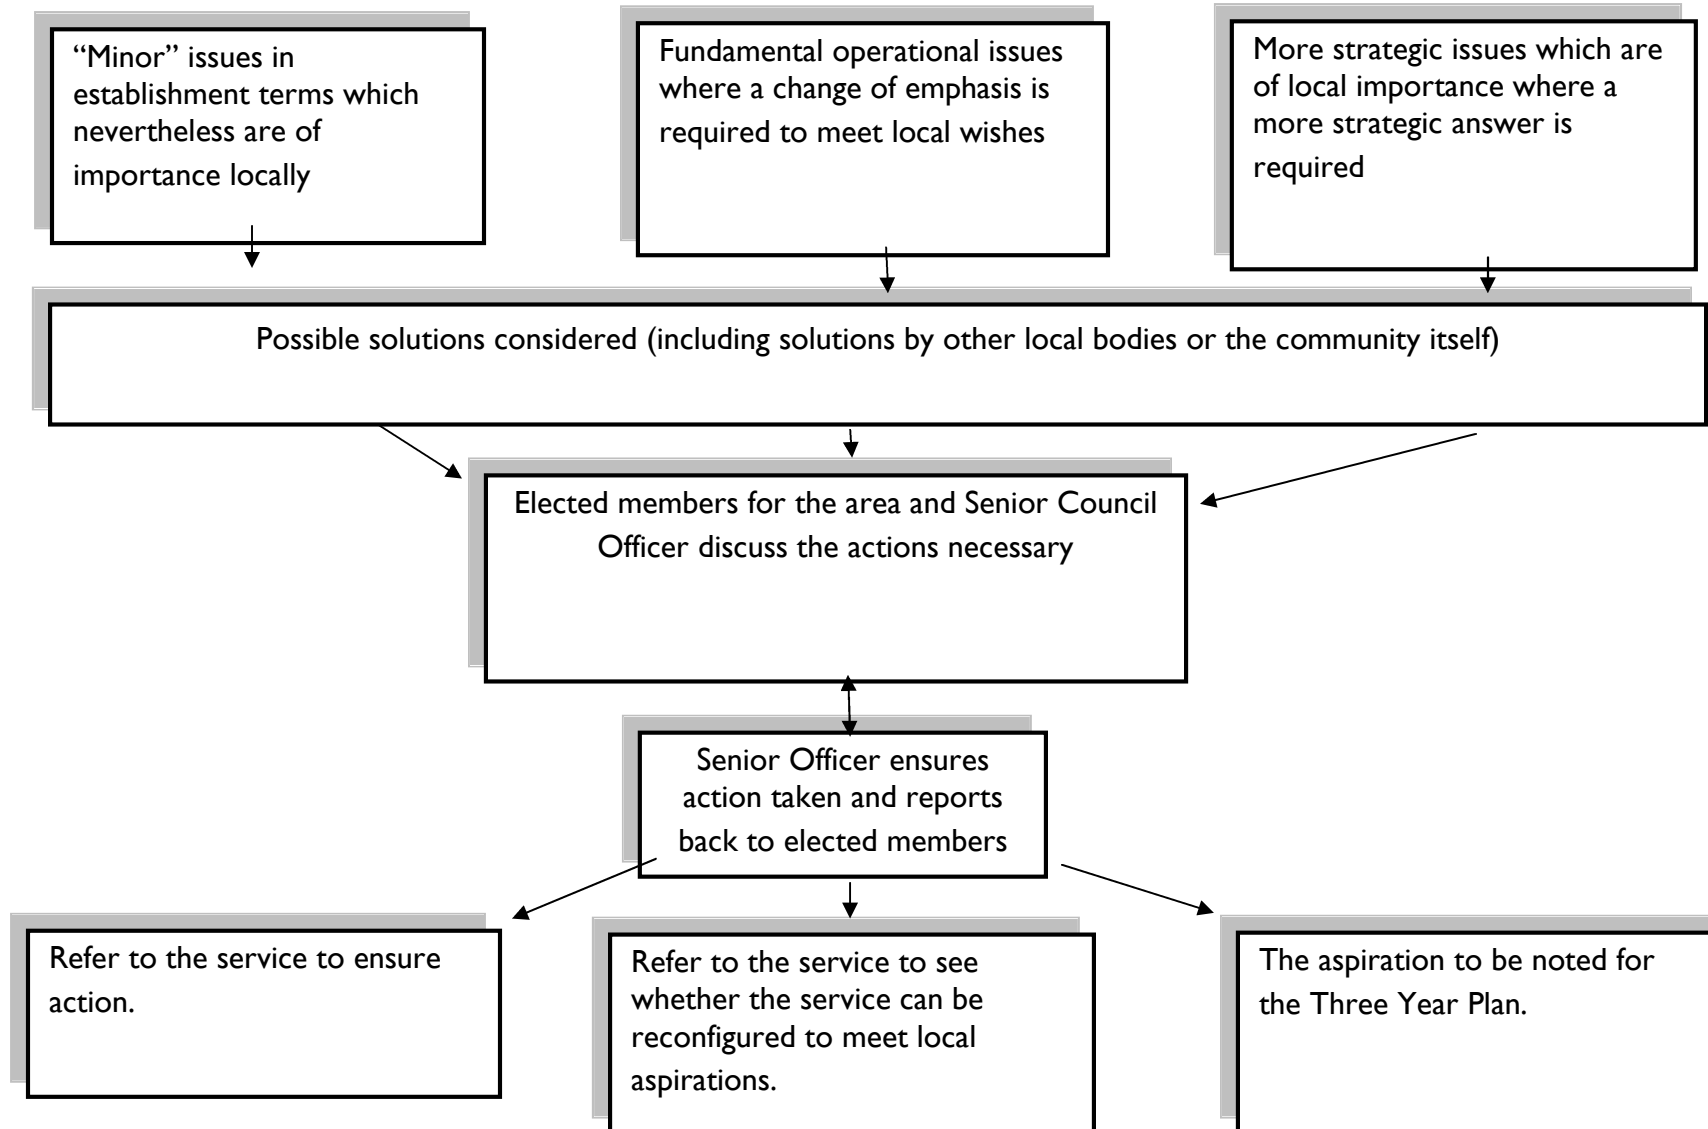 “Minor” issues in
establishment terms which
nevertheless are of
importance locally
Fundamental operational issues
where a change of emphasis is
required to meet local wishes
More strategic issues which are
of local importance where a
more strategic answer is
required
Possible solutions considered (including solutions by other local bodies or the community itself)
Elected members for the area and Senior Council
Officer discuss the actions necessary
Senior Officer ensures
action taken and reports
back to elected members
Refer to the service to ensure
action.
Refer to the service to see
whether the service can be
reconfigured to meet local
aspirations.
The aspiration to be noted for
the Three Year Plan.